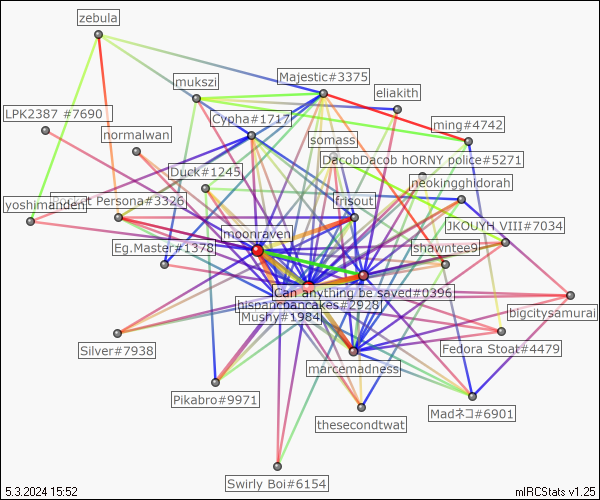 zebula
mukszi
Majestic#3375
eliakith
LPK2387 #7690
Cypha#1717
ming#4742
normalwan
somass
DacobDacob hORNY police#5271
Duck#1245
neokingghidorah
yoshimanden
Persona#3326
frisout
JKOUYH VIII#7034
moonraven
Eg.Master#1378
shawntee9
Can anything be saved#0396
hispanicpancakes#2928
bigcitysamurai
Mushy#1984
Silver#7938
Fedora Stoat#4479
marcemadness
Pikabro#9971
Madネコ#6901
thesecondtwat
Swirly Boi#6154
5.3.2024 15:52
mIRCStats v1.25